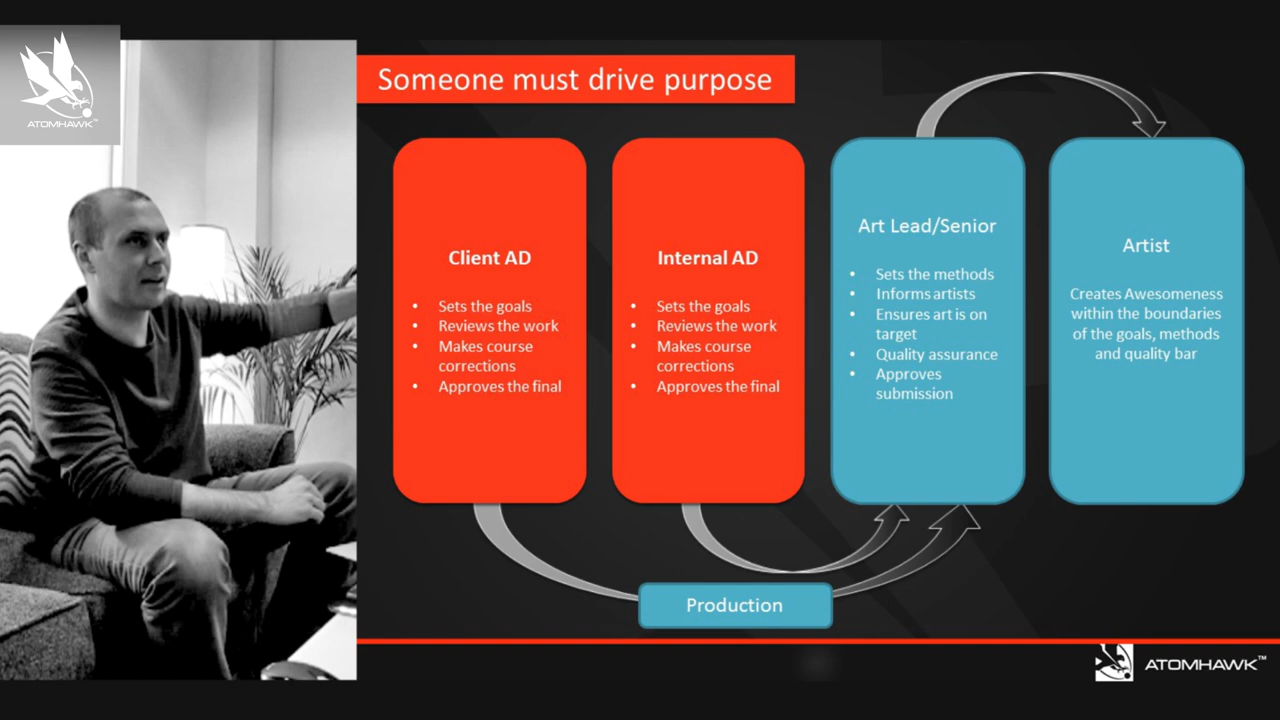 ATOMHAWK™
Someone must drive purpose
Client AD
• Sets the goals
• Reviews the work
• Makes course
corrections
• Approves the final
Internal AD
• Sets the goals
• Reviews the work
• Makes course
corrections
• Approves the final
Art Lead/Senior
• Sets the methods
• Informs artists
• Ensures art is on
target
• Quality assurance
• Approves
submission
Artist
Creates Awesomeness
within the boundaries
of the goals, methods
and quality bar
Production
ATOMHAWK™